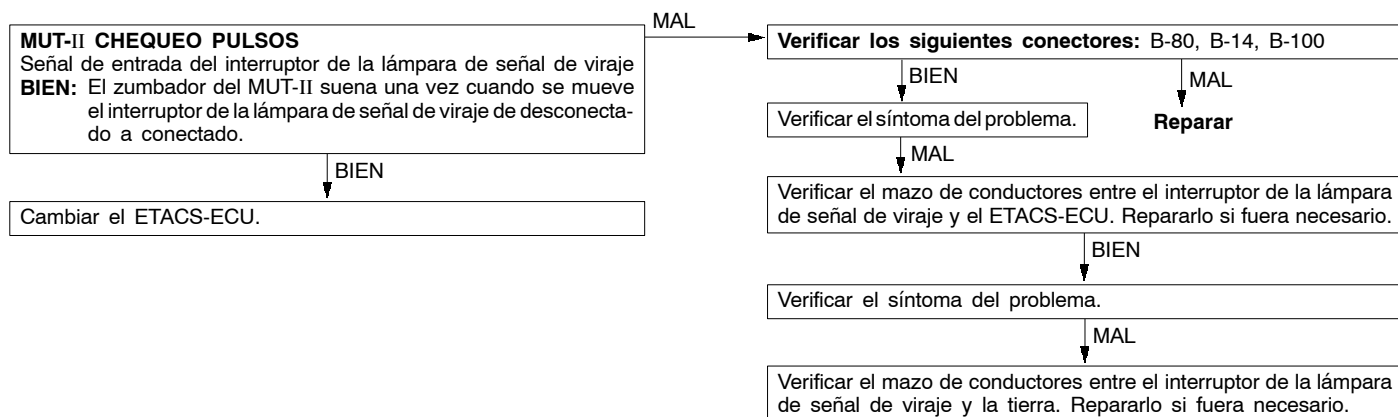 MUT-II CHEQUEO PULSOS
Señal de entrada del interruptor de la lámpara de señal de viraje
BIEN: El zumbador del MUT-II suena una vez cuando se mueve
el interruptor de la lámpara de señal de viraje de desconecta-
do a conectado.
BIEN
Cambiar el ETACS-ECU.
MAL
Verificar los siguientes conectores: B-80, B-14, B-100
BIEN
MAL
Verificar el síntoma del problema.
Reparar
MAL
Verificar el mazo de conductores entre el interruptor de la lámpara
de señal de viraje y el ETACS-ECU. Repararlo si fuera necesario.
BIEN
Verificar el síntoma del problema.
MAL
Verificar el mazo de conductores entre el interruptor de la lámpara
de señal de viraje y la tierra. Repararlo si fuera necesario.